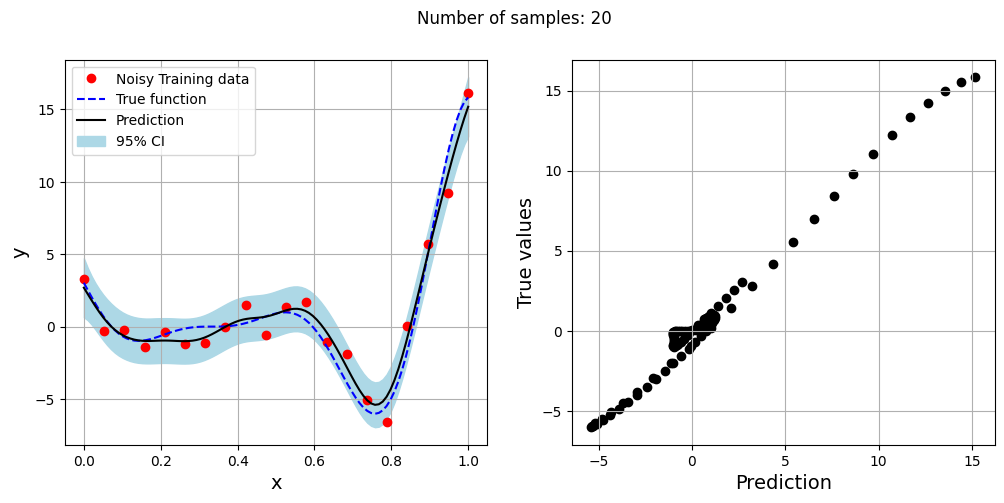 Number of samples: 20
Noisy Training data
True function
Prediction
95% CI
15
10
5
0
−5
y
0.0 0.2 0.4 0.6 0.8 1.0
x
15
10
5
0
−5
True values
−5 0 5 10 15
Prediction